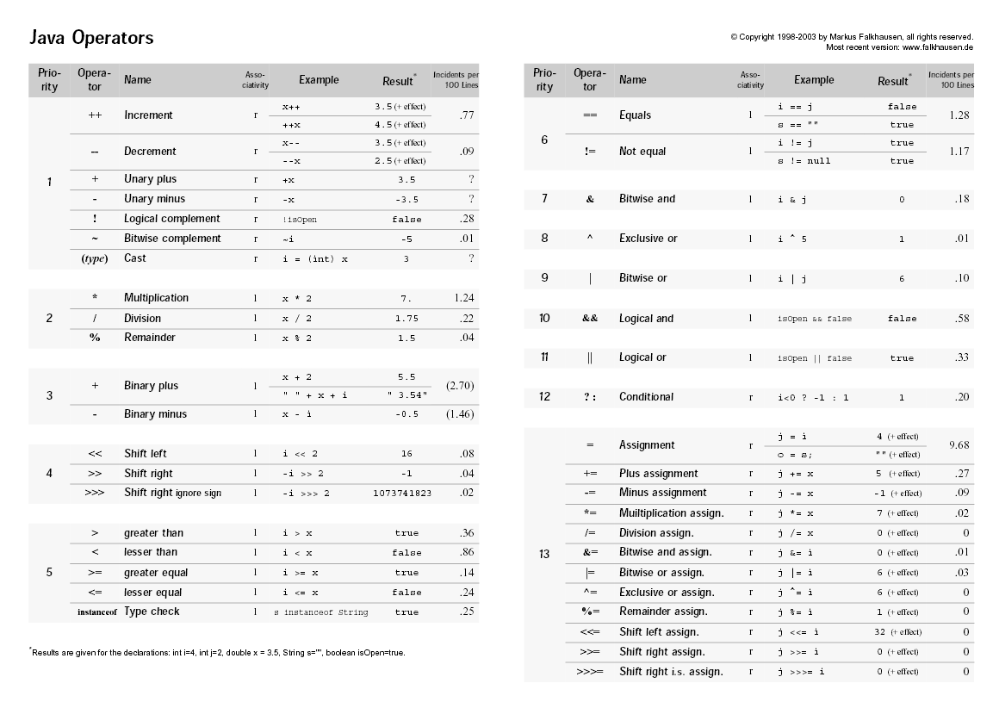 Java Operators
© Copyright 1998-2003 by Markus Falkhausen, all rights reserved.
Most recent version: www.falkhausen.de
Prio-rity Opera-tor Name Asso-ciativity Example Result* Incidents per 100 Lines
1
++ Increment r x++ 3.5 (+ effect) .77
++x 4.5 (+ effect)
-- Decrement r x-- 3.5 (+ effect) .09
--x 2.5 (+ effect)
+ Unary plus r +x 3.5 ?
- Unary minus r -x -3.5 ?
! Logical complement r !isOpen false .28
~ Bitwise complement r ~i -5 .01
(type) Cast r i = (int) x 3 ?
2
* Multiplication l x * 2 7. 1.24
/ Division l x / 2 1.75 .22
% Remainder l x % 2 1.5 .04
3
+ Binary plus l x + 2 5.5 (2.70)
" " + x + i " 3.54"
- Binary minus l x - i -0.5 (1.46)
4
<< Shift left l i << 2 16 .08
>> Shift right l -i >> 2 -1 .04
>>> Shift right ignore sign l -i >>> 2 1073741823 .02
5
> greater than l i > x true .36
< lesser than l i < x false .86
>= greater equal l i >= x true .14
<= lesser equal l i <= x false .24
instanceof Type check l s instanceof String true .25
*Results are given for the declarations: int i=4, int j=2, double x = 3.5, String s="", boolean isOpen=true.
Prio-rity Opera-tor Name Asso-ciativity Example Result* Incidents per 100 Lines
6
== Equals l i == j false 1.28
s == "" true
!= Not equal l i != j true 1.17
s != null true
7 & Bitwise and l i & j 0 .18
8 ^ Exclusive or l i ^ 5 1 .01
9 | Bitwise or l i | j 6 .10
10 && Logical and l isOpen && false false .58
11 || Logical or l isOpen || false true .33
12 ? : Conditional r i<0 ? -1 : 1 1 .20
13
= Assignment r j = i 4 (+ effect) 9.68
o = s; "" (+ effect)
+= Plus assignment r j += x 5 (+ effect) .27
-= Minus assignment r j -= x -1 (+ effect) .09
*= Muiltiplication assign. r j *= x 7 (+ effect) .02
/= Division assign. r j /= x 0 (+ effect) 0
&= Bitwise and assign. r j &= i 0 (+ effect) .01
|= Bitwise or assign. r j |= i 6 (+ effect) .03
^= Exclusive or assign. r j ^= i 6 (+ effect) 0
%= Remainder assign. r j %= i 1 (+ effect) 0
<<= Shift left assign. r j <<= i 32 (+ effect) 0
>>= Shift right assign. r j >>= i 0 (+ effect) 0
>>>= Shift right i.s. assign. r j >>>= i 0 (+ effect) 0